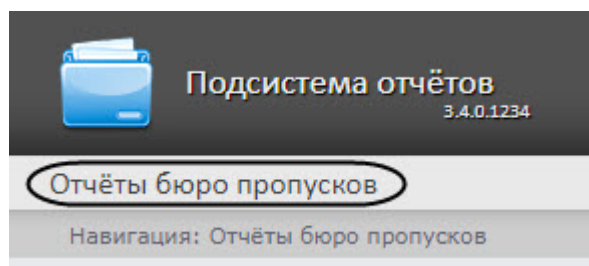 Подсистема отчётов
3.4.0.1234
Отчёты бюро пропусков
Навигация: Отчёты бюро пропусков